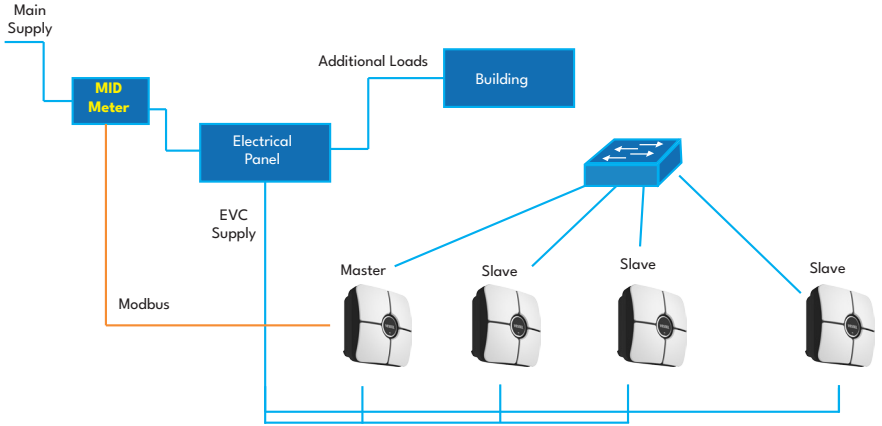 Main
Supply
MID
Meter
Additional Loads
Building
Electrical
Panel
EVC
Supply
Master
Slave
Slave
Slave
Modbus